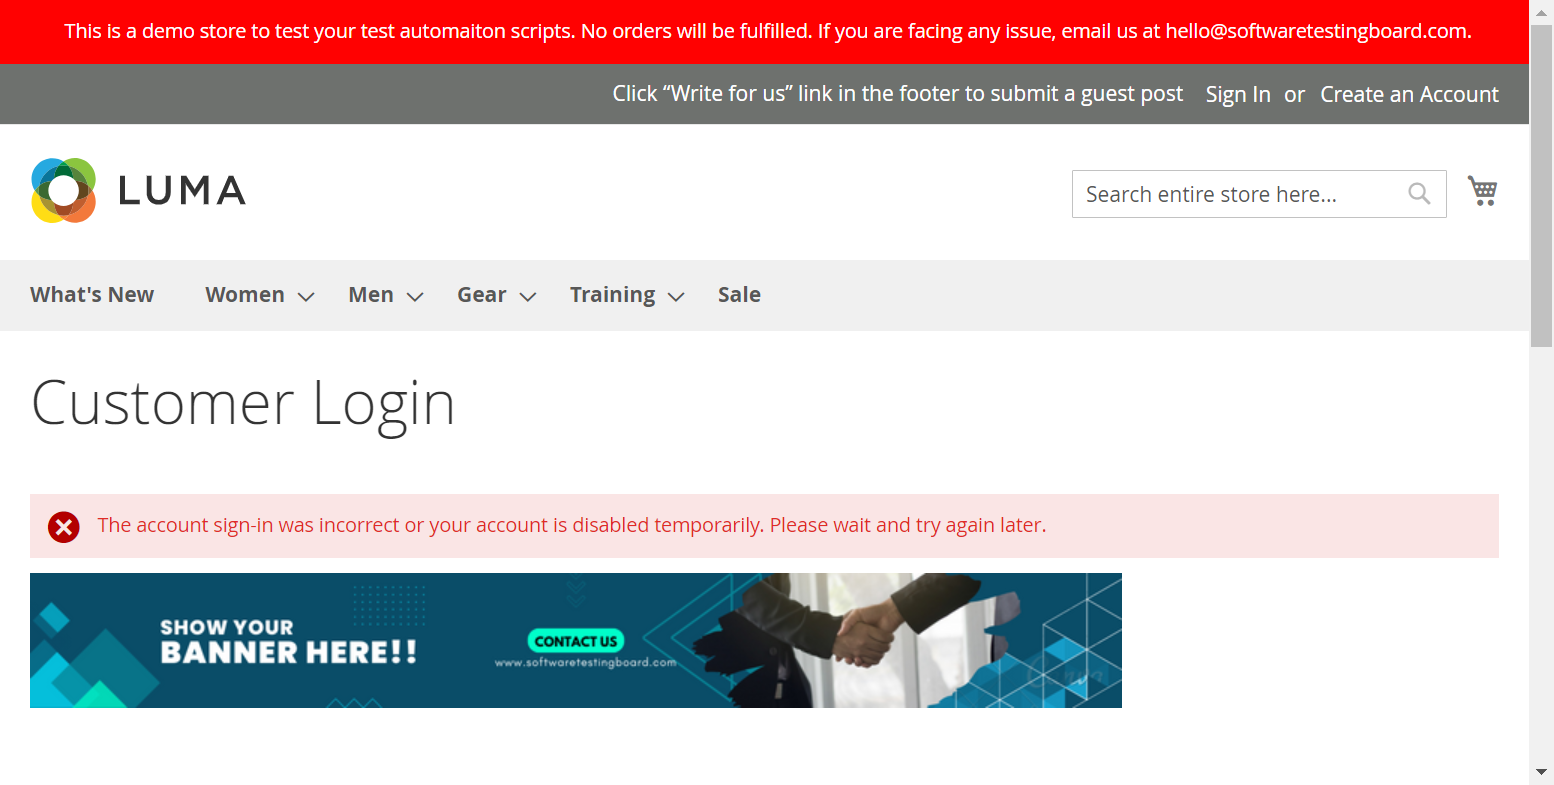 This is a demo store to test your test automaiton scripts. No orders will be fulfilled. If you are facing any issue, email us at hello@softwaretestingboard.com.
Click “Write for us” link in the footer to submit a guest post Sign In or Create an Account
LUMA
Search entire store here...
What's New Women Men Gear Training Sale
Customer Login
The account sign-in was incorrect or your account is disabled temporarily. Please wait and try again later.
SHOW YOUR
BANNER HERE!!
CONTACT US
www.softwaretestingboard.com